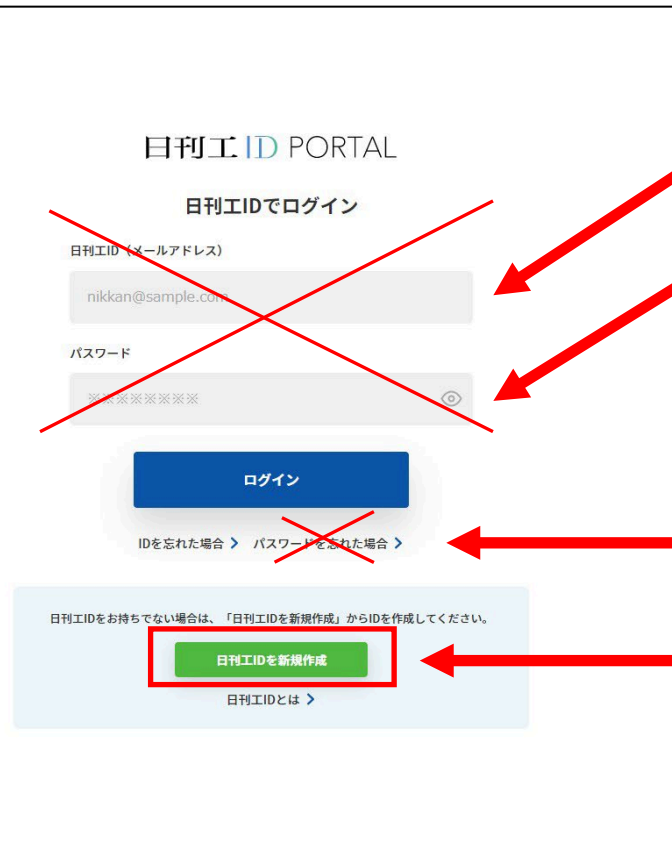 日刊工ID PORTAL
日刊工IDでログイン
日刊工ID（メールアドレス）
nikkan@sample.com
パスワード
※※※※※※※※
ログイン
IDを忘れた場合 > パスワードを忘れた場合 >
日刊工IDをお持ちでない場合は、「日刊工IDを新規作成」からIDを作成してください。
日刊工IDを新規作成
日刊工IDとは >